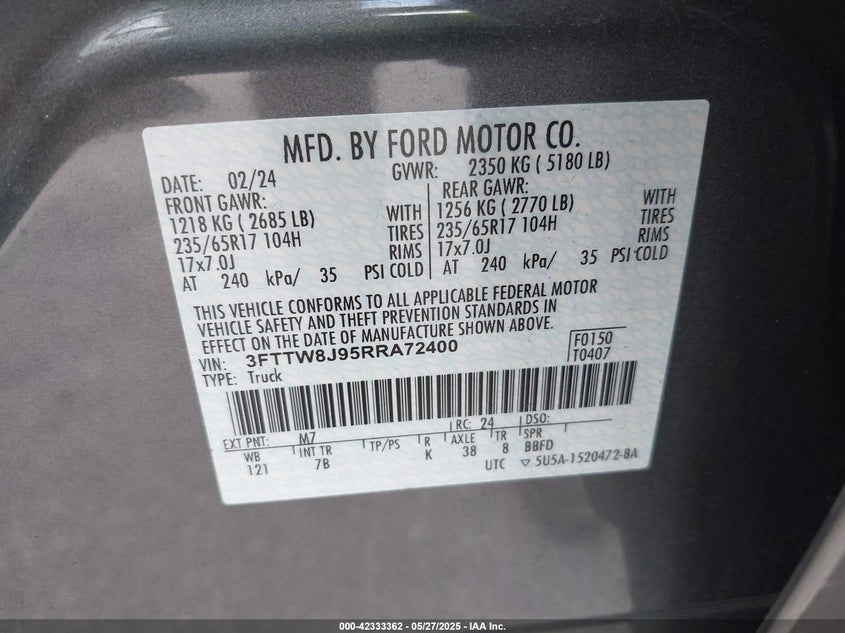 MFD. BY FORD MOTOR CO.
DATE: 02/24 GVWR: 2350 KG ( 5180 LB)
FRONT GAWR: REAR GAWR:
1218 KG ( 2685 LB) WITH 1256 KG ( 2770 LB) WITH
235/65R17 104H TIRES 235/65R17 104H TIRES
17x7.0J RIMS 17x7.0J RIMS
AT 240 kPa/ 35 PSI COLD AT 240 kPa/ 35 PSI COLD
THIS VEHICLE CONFORMS TO ALL APPLICABLE FEDERAL MOTOR
VEHICLE SAFETY AND THEFT PREVENTION STANDARDS IN
EFFECT ON THE DATE OF MANUFACTURE SHOWN ABOVE.
VIN: 3FTTW8J95RRA72400 F0150
TYPE: Truck T0407
EXT PNT: M7 RC: 24 DSO:
WB INT TR TP/PS R AXLE TR SPR
121 7B K 38 8 BBFD
UTC ▽ 5U5A-1520472-BA
000-42333362 - 05/27/2025 - IAA Inc.